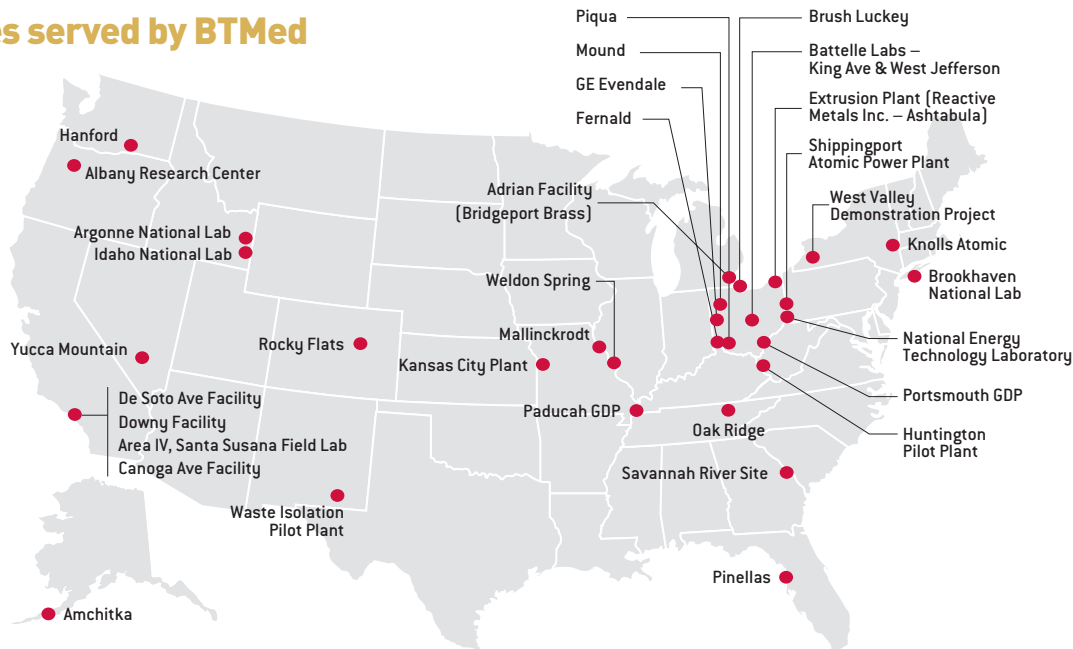 es served by BTMed
Piqua
Mound
GE Evendale
Fernald
Brush Luckey
Battelle Labs –
King Ave & West Jefferson
Extrusion Plant (Reactive
Metals Inc. – Ashtabula)
Shippingport
Atomic Power Plant
West Valley
Demonstration Project
Knolls Atomic
Brookhaven
National Lab
National Energy
Technology Laboratory
Portsmouth GDP
Huntington
Pilot Plant
Hanford
Albany Research Center
Argonne National Lab
Idaho National Lab
Adrian Facility
(Bridgeport Brass)
Weldon Spring
Mallinckrodt
Kansas City Plant
Rocky Flats
Yucca Mountain
De Soto Ave Facility
Downy Facility
Area IV, Santa Susana Field Lab
Canoga Ave Facility
Paducah GDP
Oak Ridge
Savannah River Site
Waste Isolation
Pilot Plant
Pinellas
Amchitka